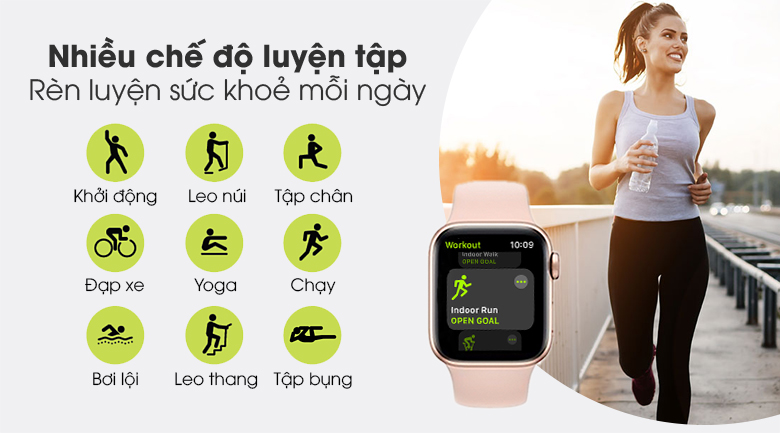 Nhiều chế độ luyện tập
Rèn luyện sức khoẻ mỗi ngày
Khởi động
Leo núi
Tập chân
Đạp xe
Yoga
Chạy
Bơi lội
Leo thang
Tập bụng
Workout 10:09
Indoor Walk
OPEN GOAL
Indoor Run
OPEN GOAL